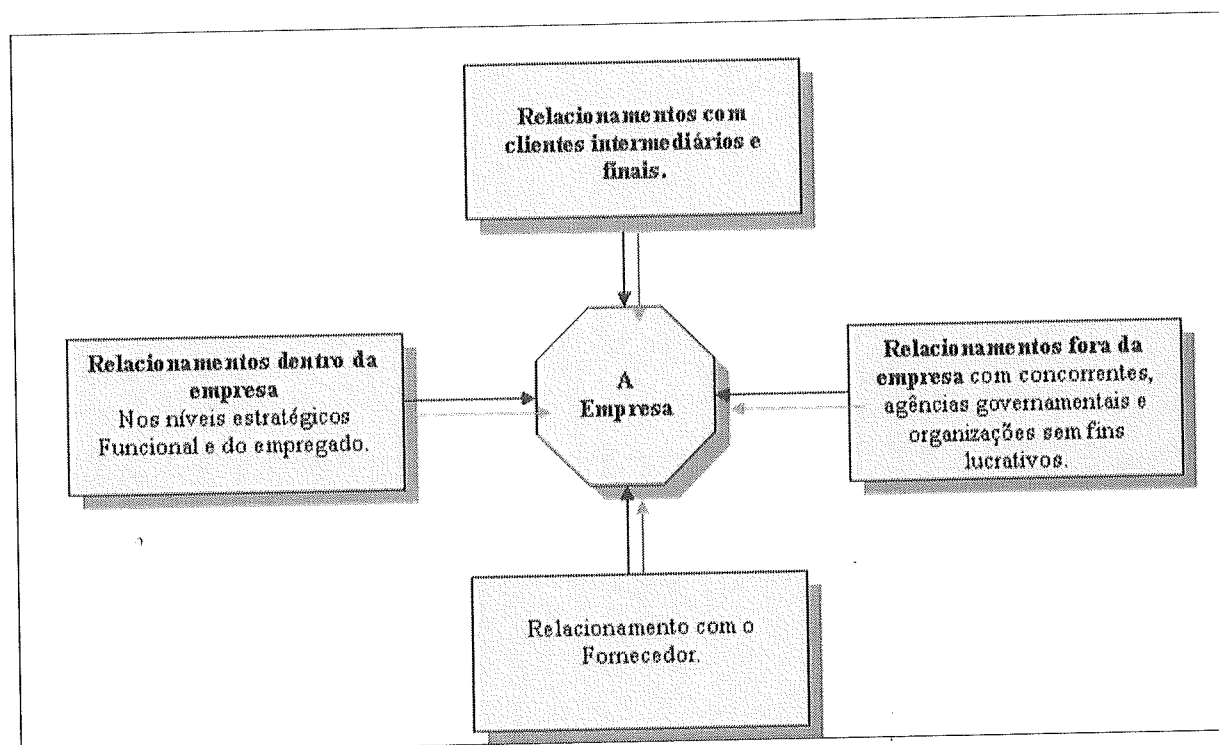 Relacionamentos com
clientes intermediários e
finais.
Relacionamentos dentro da
empresa
Nos níveis estratégicos
Funcional e do empregado.
A
Empresa
Relacionamentos fora da
empresa com concorrentes,
agências governamentais e
organizações sem fins
lucrativos.
Relacionamento com o
Fornecedor.